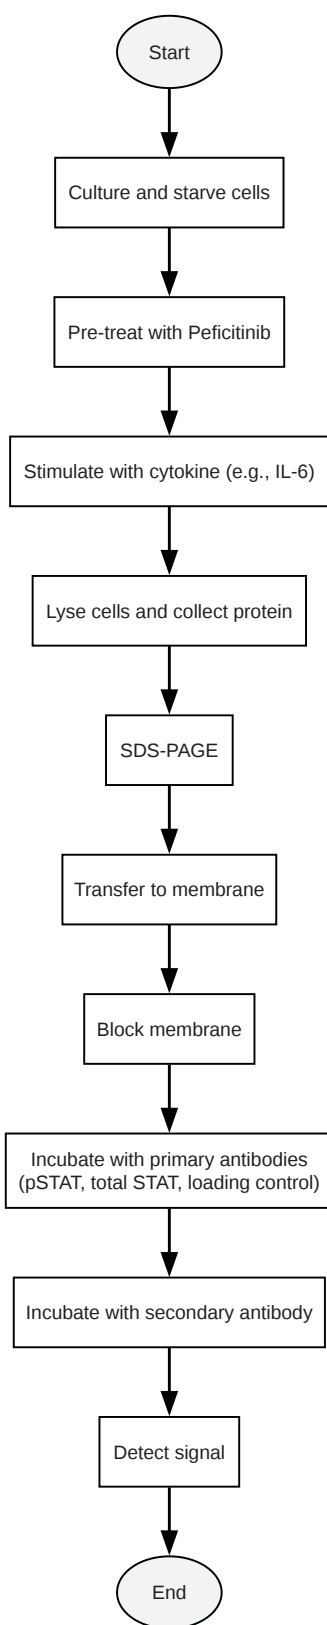 Start
Culture and starve cells
Pre-treat with Peficitinib
Stimulate with cytokine (e.g., IL-6)
Lyse cells and collect protein
SDS-PAGE
Transfer to membrane
Block membrane
Incubate with primary antibodies
(pSTAT, total STAT, loading control)
Incubate with secondary antibody
Detect signal
End